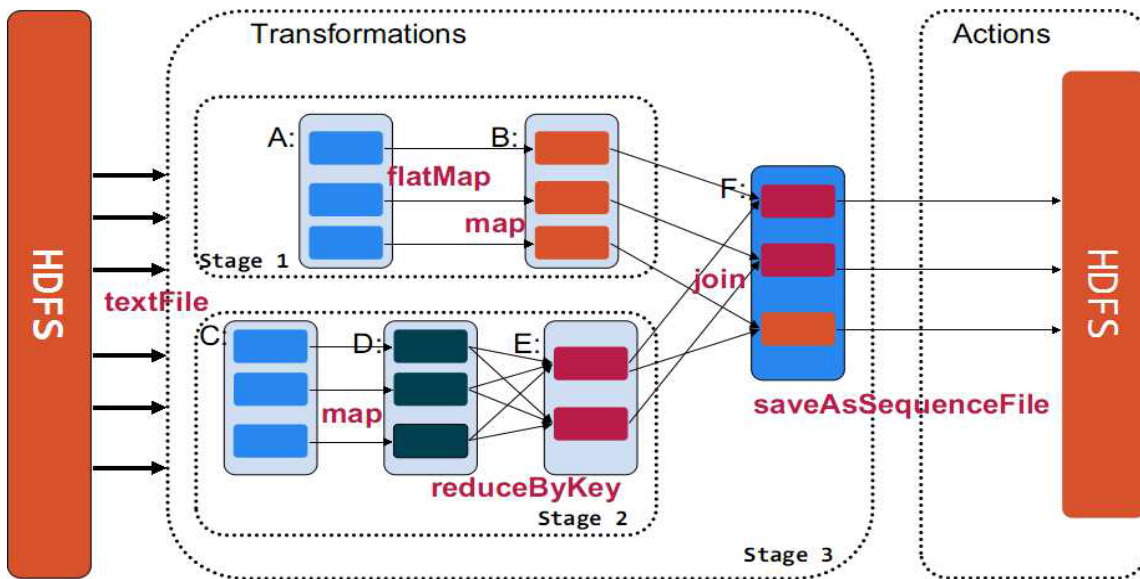 Transformations
Actions
HDFS
textFile
A:
B:
flatMap
map
Stage 1
C:
D:
E:
map
reduceByKey
Stage 2
F:
join
saveAsSequenceFile
Stage 3
HDFS